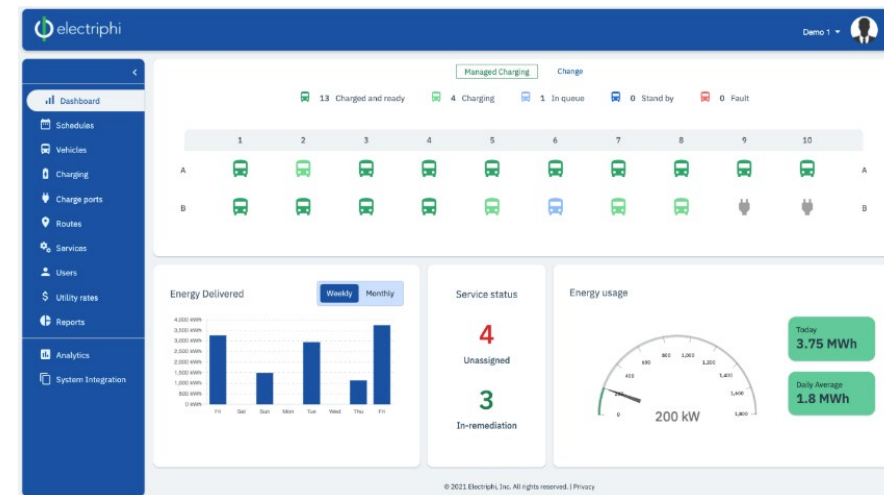 electriphi
Demo 1
Managed Charging Change
13 Charged and ready 4 Charging 1 In queue 0 Stand by 0 Fault
Dashboard
Schedules
Vehicles
Charging
Charge ports
Routes
Services
Users
Utility rates
Reports
Analytics
System Integration
1 2 3 4 5 6 7 8 9 10
A A
B B
Energy Delivered Weekly Monthly
4,000 kWh
3,500 kWh
3,000 kWh
2,500 kWh
2,000 kWh
1,500 kWh
1,000 kWh
500 kWh
0 kWh
Fri Sat Sun Mon Tue Wed Thu Fri
Service status
4
Unassigned
3
In-remediation
Energy usage
0 200 400 600 800 1,000 1,200 1,400 1,600 1,800
200 kW
Today
3.75 MWh
Daily Average
1.8 MWh
© 2021 Electriphi, Inc. All rights reserved. | Privacy